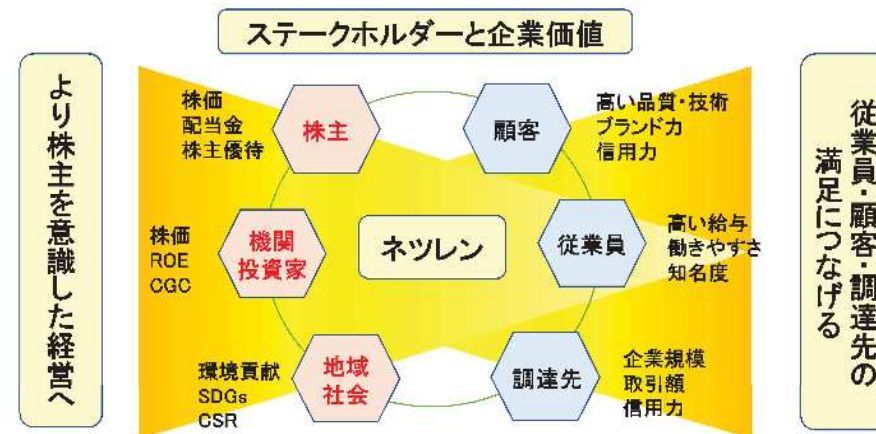 ステークホルダーと企業価値
より株主を意識した経営へ
株価
配当金
株主優待
株主
顧客
高い品質・技術
ブランド力
信用力
株価
ROE
CGC
機関
投資家
ネツレン
従業員
高い給与
働きやすさ
知名度
環境貢献
SDGs
CSR
地域
社会
調達先
企業規模
取引額
信用力
従業員・顧客・調達先の
満足につなげる